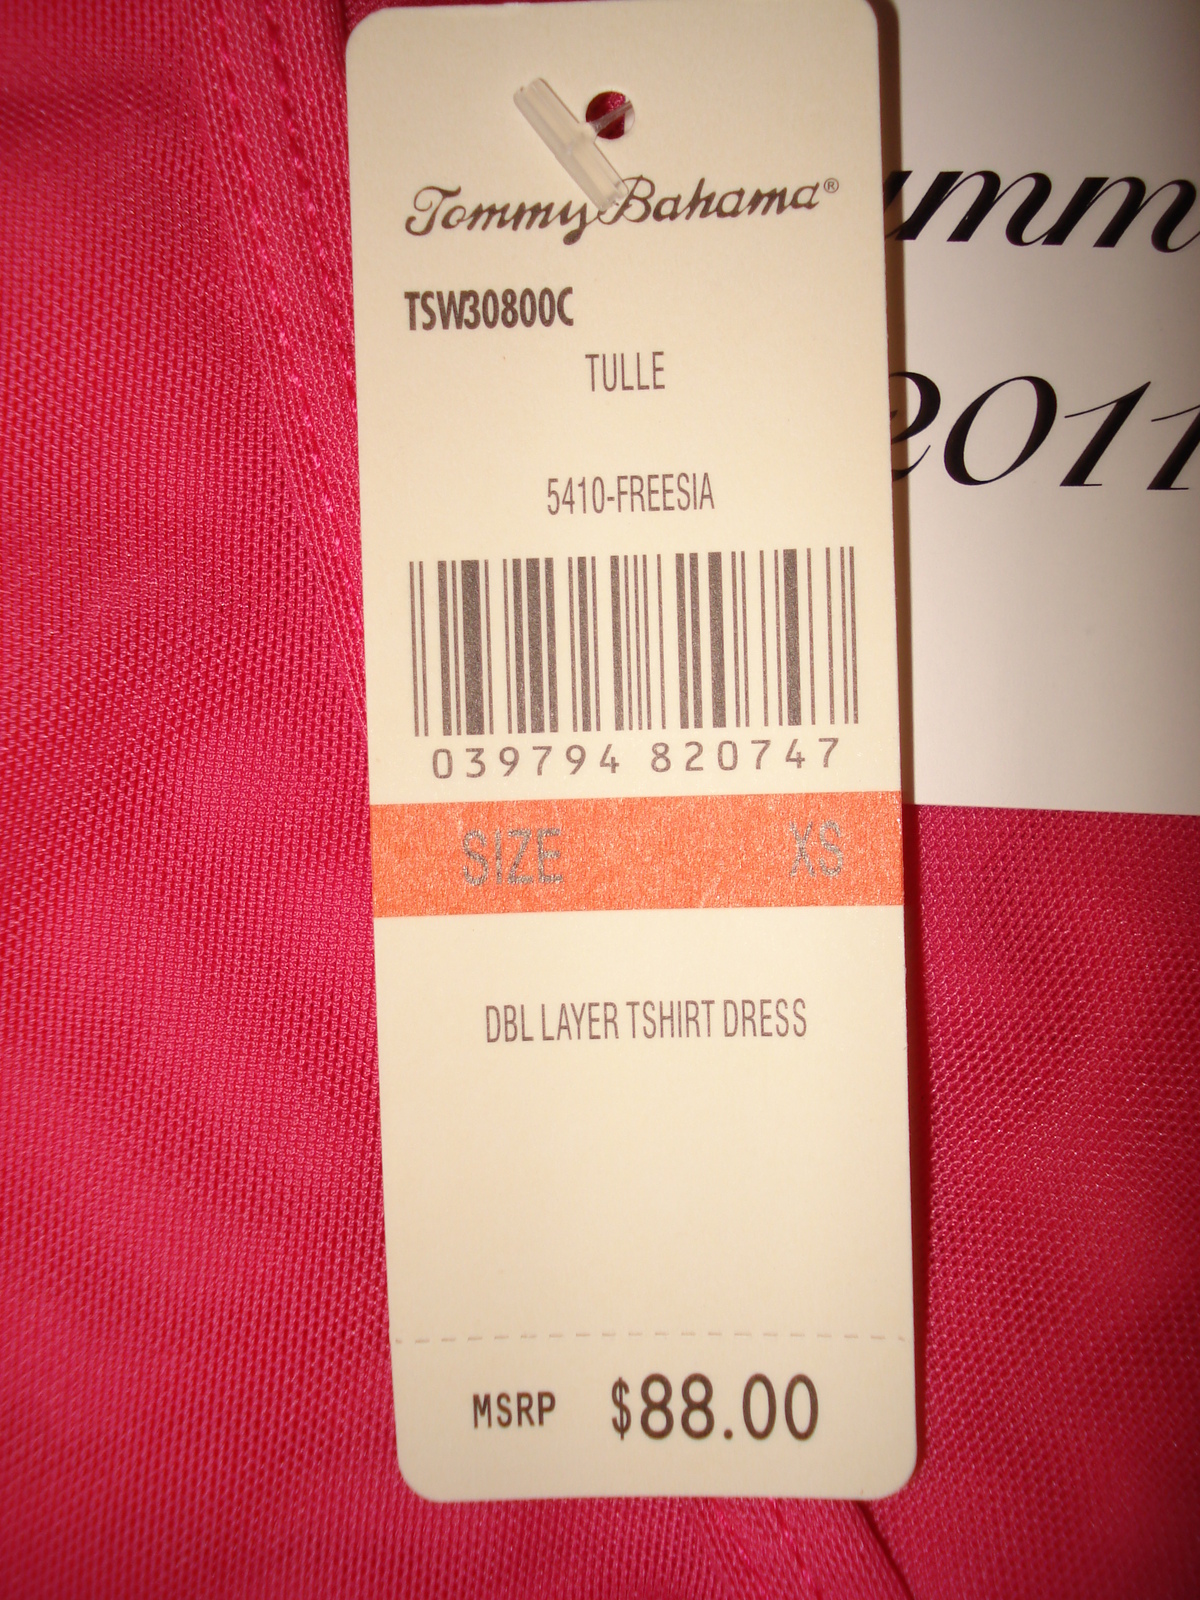 Tommy Bahama®
TSW30800C
TULLE
5410-FREESIA
039794 820747
SIZE XS
DBL LAYER TSHIRT DRESS
MSRP $88.00
2011